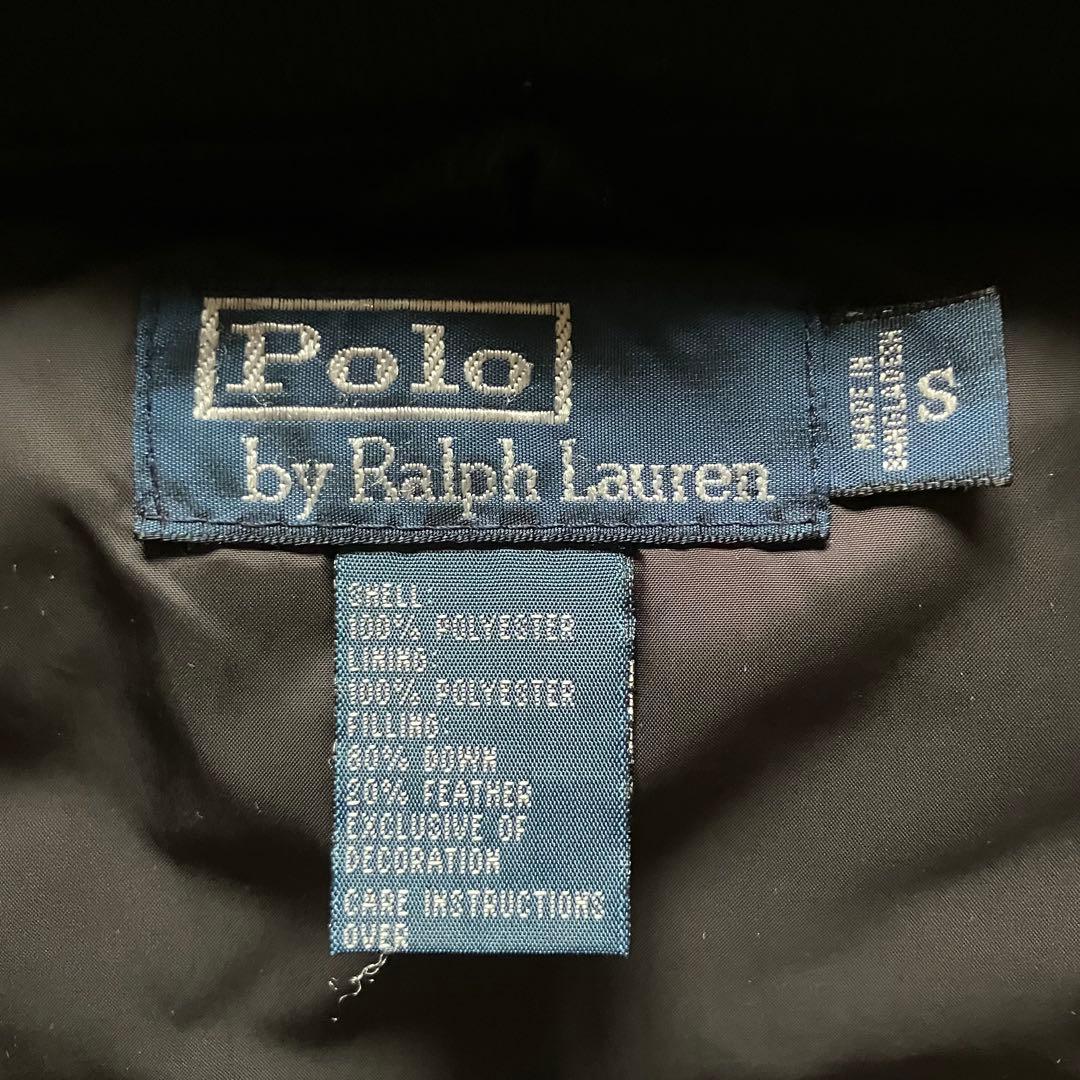 Polo
by Ralph Lauren
MADE IN
BANGLADESH
S
SHELL
100% POLYESTER
LINING
100% POLYESTER
FILLING
80% DOWN
20% FEATHER
EXCLUSIVE OF
DECORATION
CARE INSTRUCTIONS
OVER